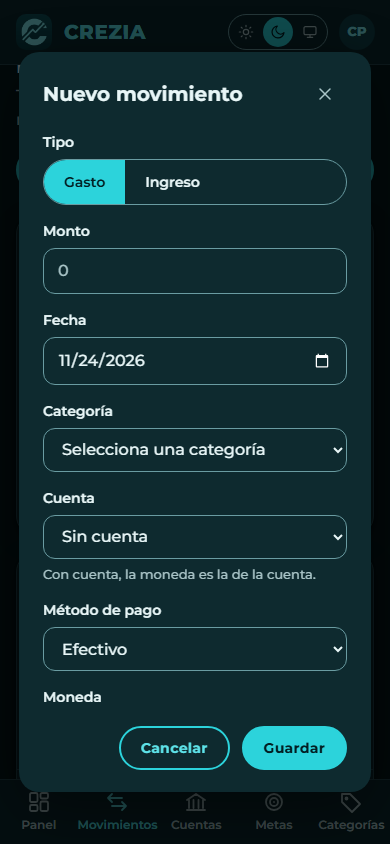 CREZIA
CP
Nuevo movimiento
Tipo
Gasto
Ingreso
Monto
0
Fecha
11/24/2026
Categoría
Selecciona una categoría
Cuenta
Sin cuenta
Con cuenta, la moneda es la de la cuenta.
Método de pago
Efectivo
Moneda
Cancelar
Guardar
Panel
Movimientos
Cuentas
Metas
Categorías